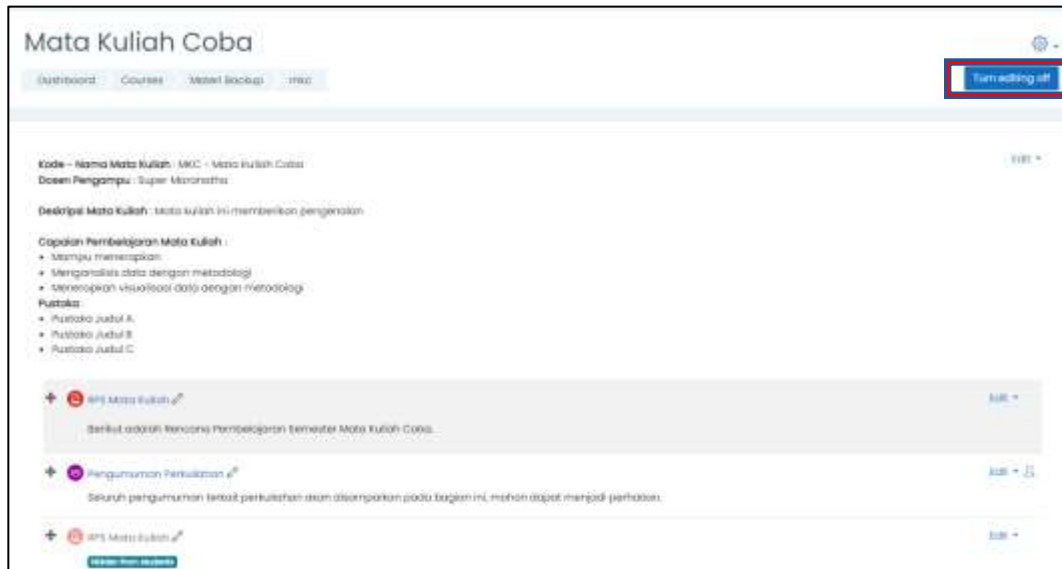 Mata Kuliah Coba
Dashboard Courses Materi Backup mkc
Turn editing off
Kode - Nama Mata Kuliah : MKC - Mata Kuliah Coba
Edit
Dosen Pengampu : Super Maranatha
Deskripsi Mata Kuliah : Mata kuliah ini memberikan pengenalan
Capaian Pembelajaran Mata Kuliah :
• Mampu menerapkan
• Menganalisis data dengan metodologi
• Menerapkan visualisasi data dengan metodologi
Pustaka:
• Pustaka Judul A
• Pustaka Judul B
• Pustaka Judul C
RPS Mata Kuliah Edit
Berikut adalah Rencana Pembelajaran Semester Mata Kuliah Coba.
Pengumuman Perkuliahan Edit
Seluruh pengumuman terkait perkuliahan akan disampaikan pada bagian ini, mohon dapat menjadi perhatian.
RPS Mata Kuliah Edit
Hidden from students